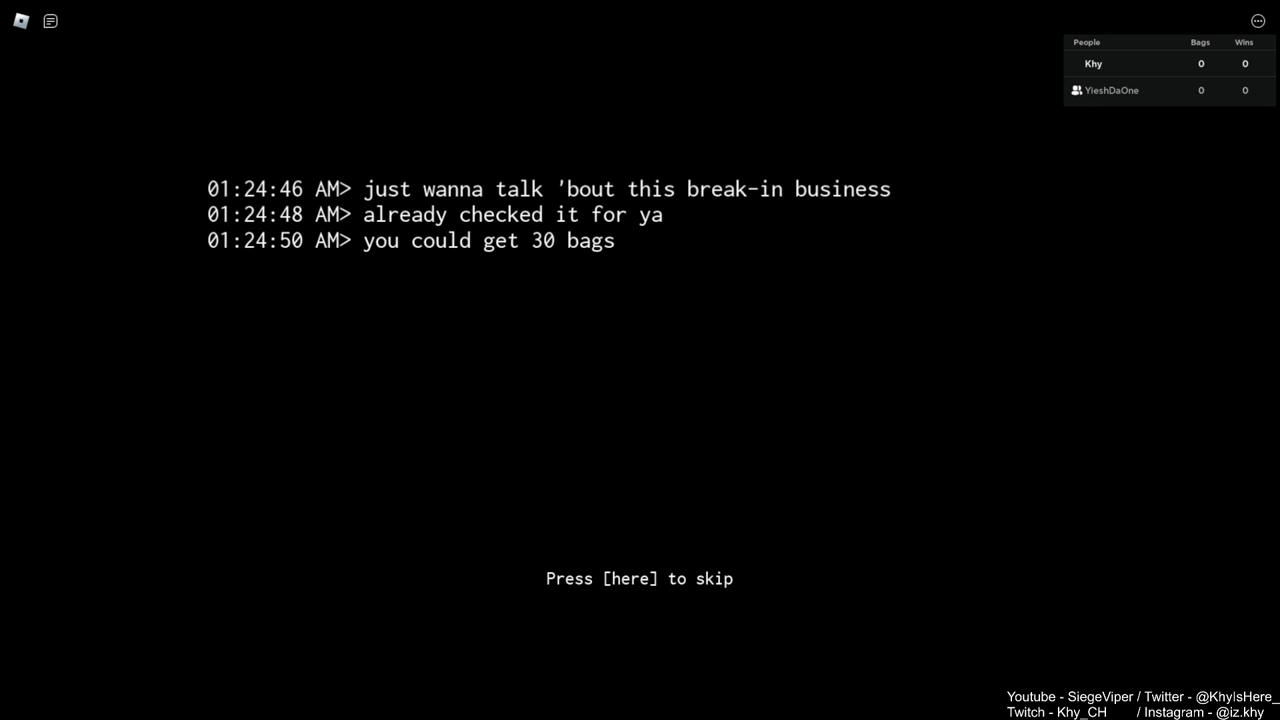 People Bags Wins
Khy 0 0
YieshDaOne 0 0
01:24:46 AM> just wanna talk 'bout this break-in business
01:24:48 AM> already checked it for ya
01:24:50 AM> you could get 30 bags
Press [here] to skip
Youtube - SiegeViper / Twitter - @KhyIsHere_
Twitch - Khy_CH / Instagram - @iz.khy